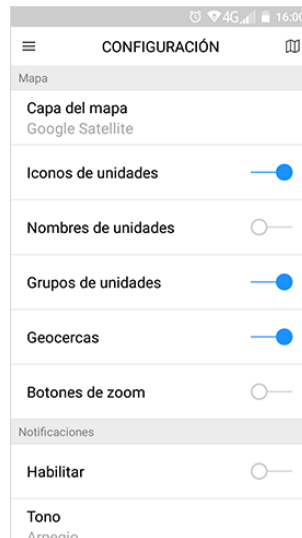 4G 16:00
CONFIGURACIÓN
Mapa
Capa del mapa
Google Satellite
Iconos de unidades
Nombres de unidades
Grupos de unidades
Geocercas
Botones de zoom
Notificaciones
Habilitar
Tono
Arpegio